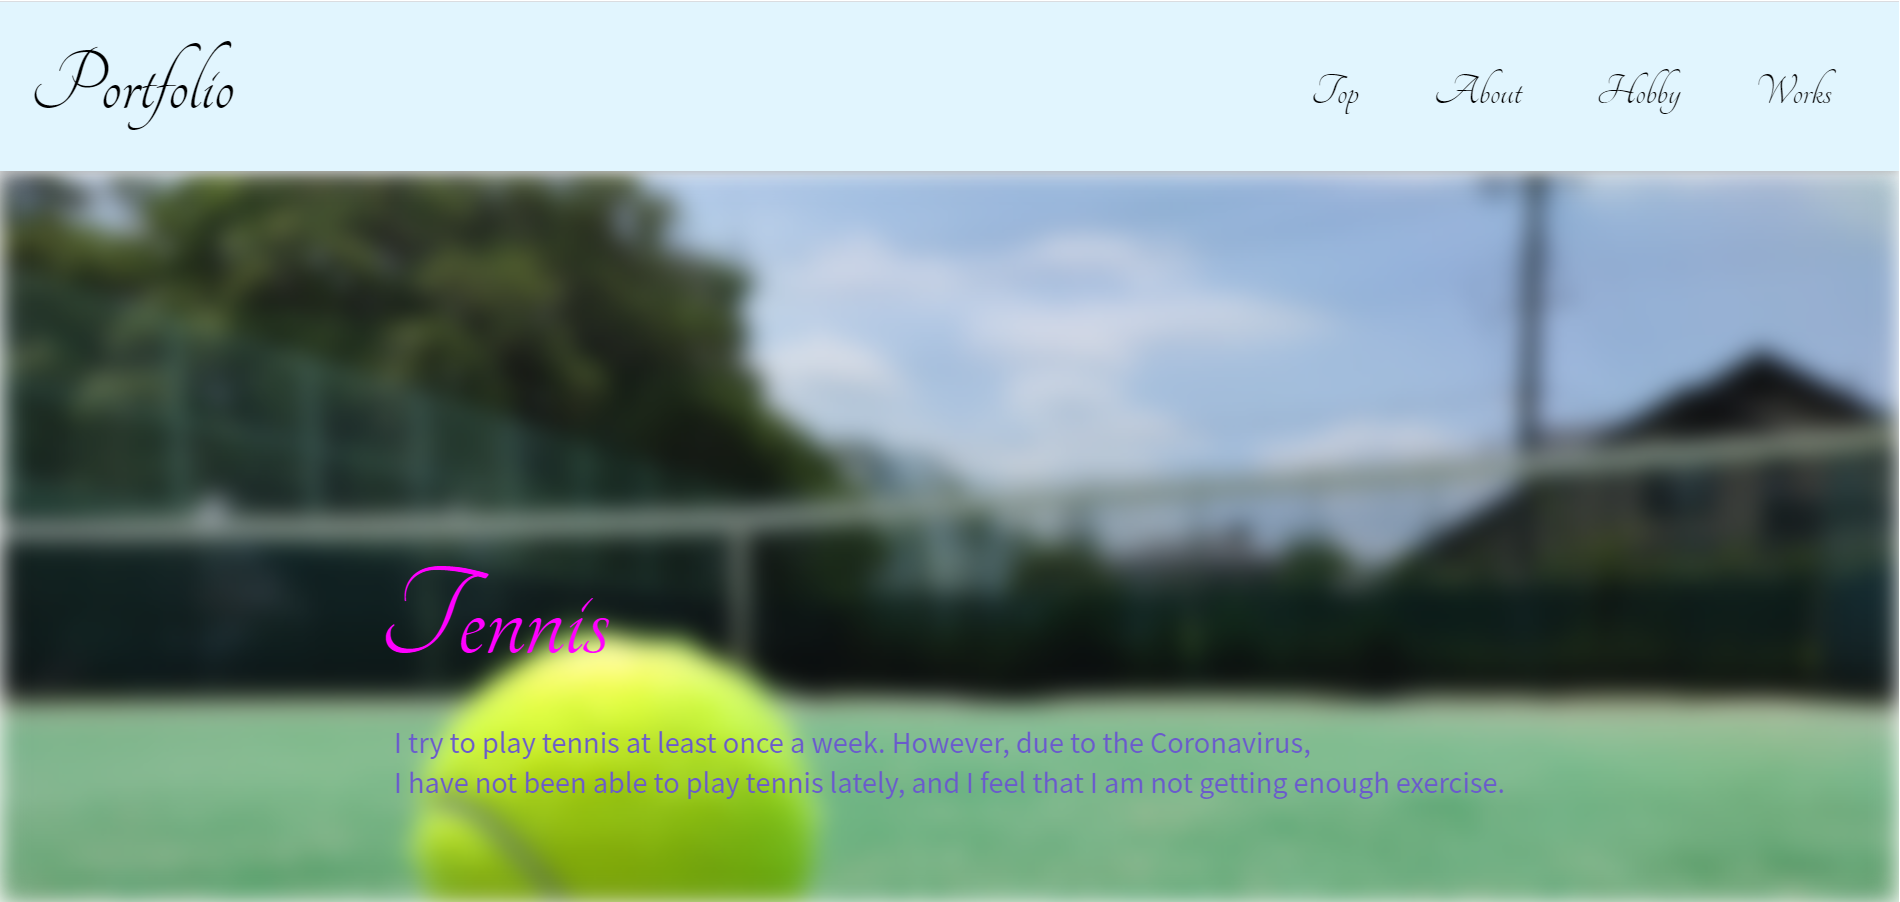 Portfolio
Top About Hobby Works
Tennis
I try to play tennis at least once a week. However, due to the Coronavirus,
I have not been able to play tennis lately, and I feel that I am not getting enough exercise.